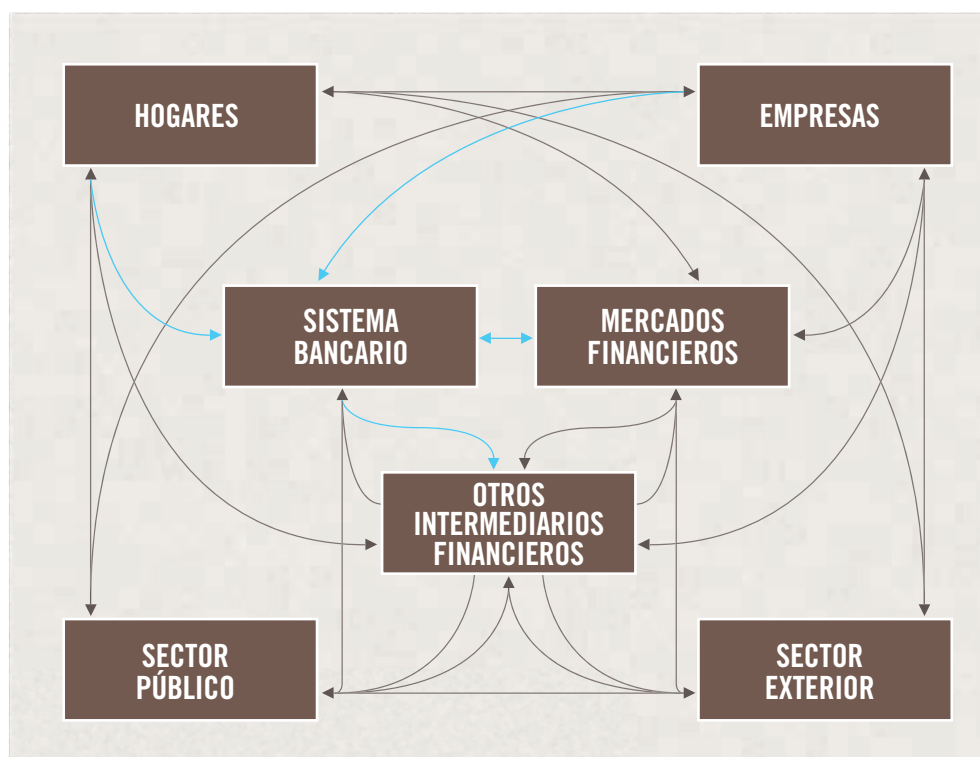 HOGARES
EMPRESAS
SISTEMA
BANCARIO
MERCADOS
FINANCIEROS
OTROS
INTERMEDIARIOS
FINANCIEROS
SECTOR
PÚBLICO
SECTOR
EXTERIOR